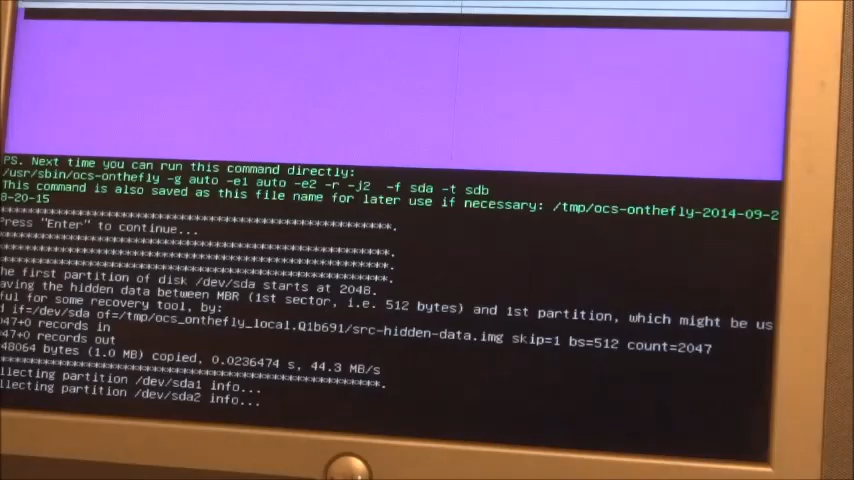 PS. Next time you can run this command directly:
/usr/sbin/ocs-onthefly -g auto -e1 auto -e2 -r -j2 -f sda -t sdb
This command is also saved as this file name for later use if necessary: /tmp/ocs-onthefly-2014-09-2
8-20-15
*****************************************************.
Press "Enter" to continue...
*****************************************************.
*****************************************************.
*****************************************************.
he first partition of disk /dev/sda starts at 2048.
aving the hidden data between MBR (1st sector, i.e. 512 bytes) and 1st partition, which might be us
ful for some recovery tool, by:
d if=/dev/sda of=/tmp/ocs_onthefly_local.Q1b691/src-hidden-data.img skip=1 bs=512 count=2047
047+0 records in
47+0 records out
48064 bytes (1.0 MB) copied, 0.0236474 s, 44.3 MB/s
*****************************************************.
llecting partition /dev/sda1 info...
llecting partition /dev/sda2 info...